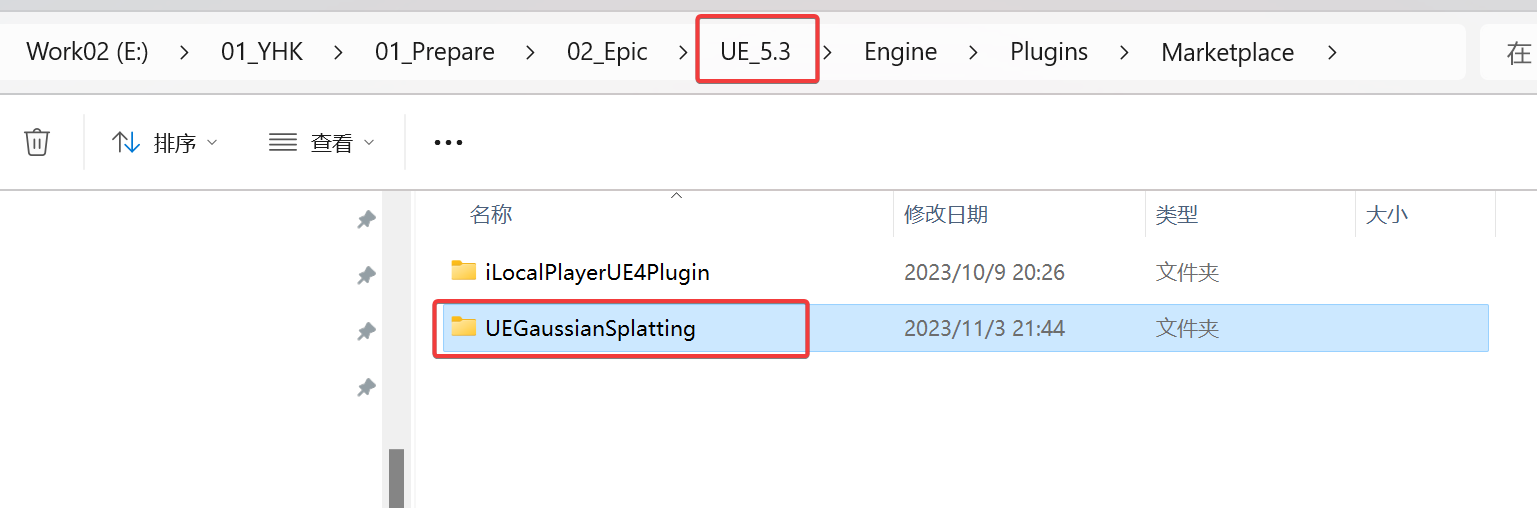 Work02 (E:) > 01_YHK > 01_Prepare > 02_Epic > UE_5.3 > Engine > Plugins > Marketplace > 在
排序 查看 •••
名称 修改日期 类型 大小
iLocalPlayerUE4Plugin 2023/10/9 20:26 文件夹
UEGaussianSplatting 2023/11/3 21:44 文件夹